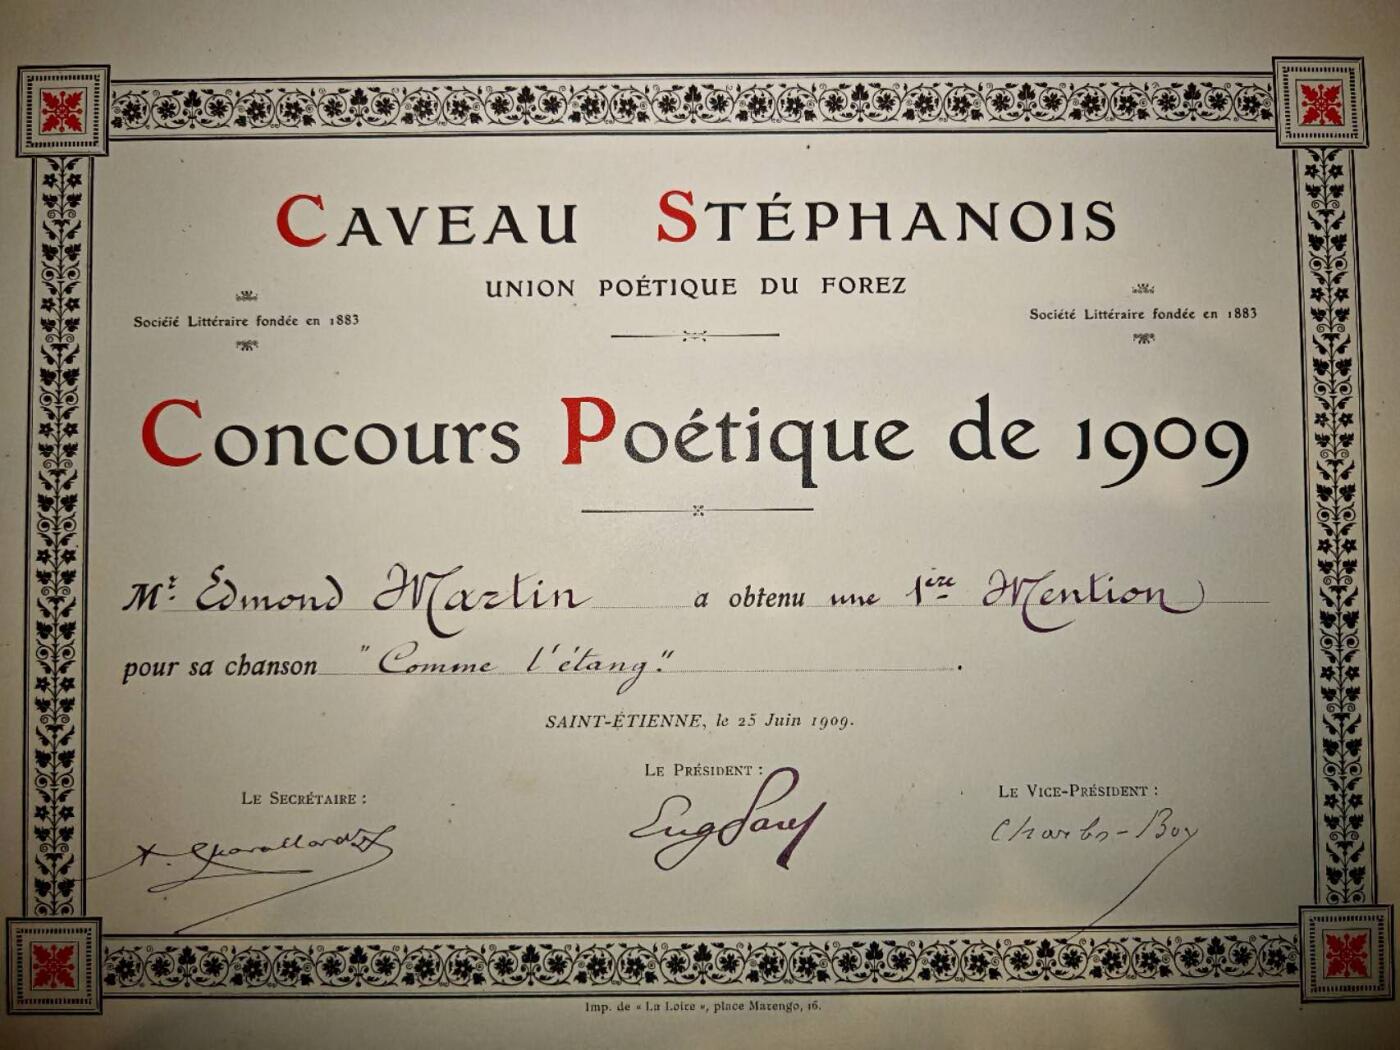 CAVEAU STÉPHANOIS
UNION POÉTIQUE DU FOREZ
Société Littéraire fondée en 1883
Société Littéraire fondée en 1883
Concours Poétique de 1909
Mr. Edmond Martin a obtenu une 1ère Mention
pour sa chanson "Comme l'étang".
SAINT-ÉTIENNE, le 25 Juin 1909.
LE PRÉSIDENT :
LE SECRÉTAIRE :
LE VICE-PRÉSIDENT :
Charles-Boy
Imp. de « La Loire », place Marengo, 16.